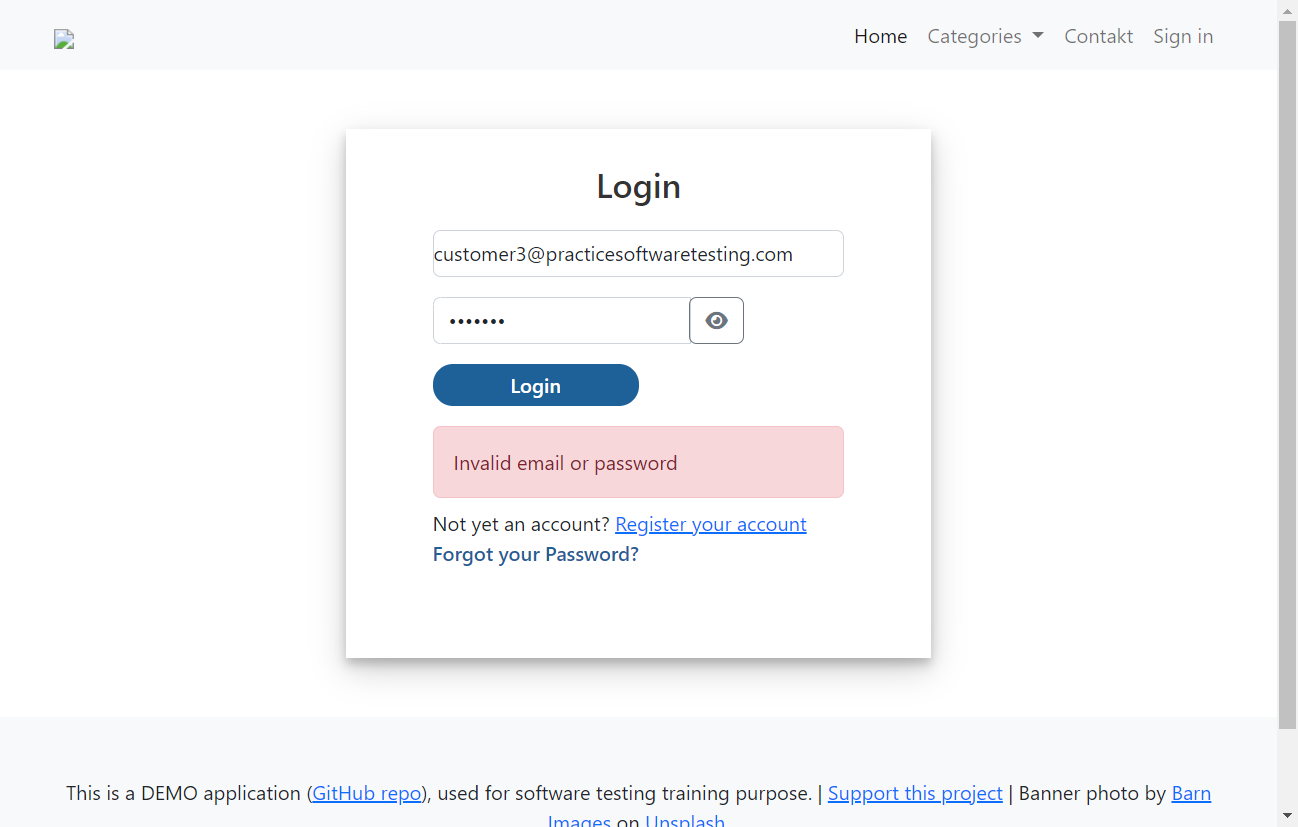 Home Categories Contakt Sign in
Login
customer3@practicesoftwaretesting.com
•••••••
Login
Invalid email or password
Not yet an account? Register your account
Forgot your Password?
This is a DEMO application (GitHub repo), used for software testing training purpose. | Support this project | Banner photo by Barn
Images on Unsplash.